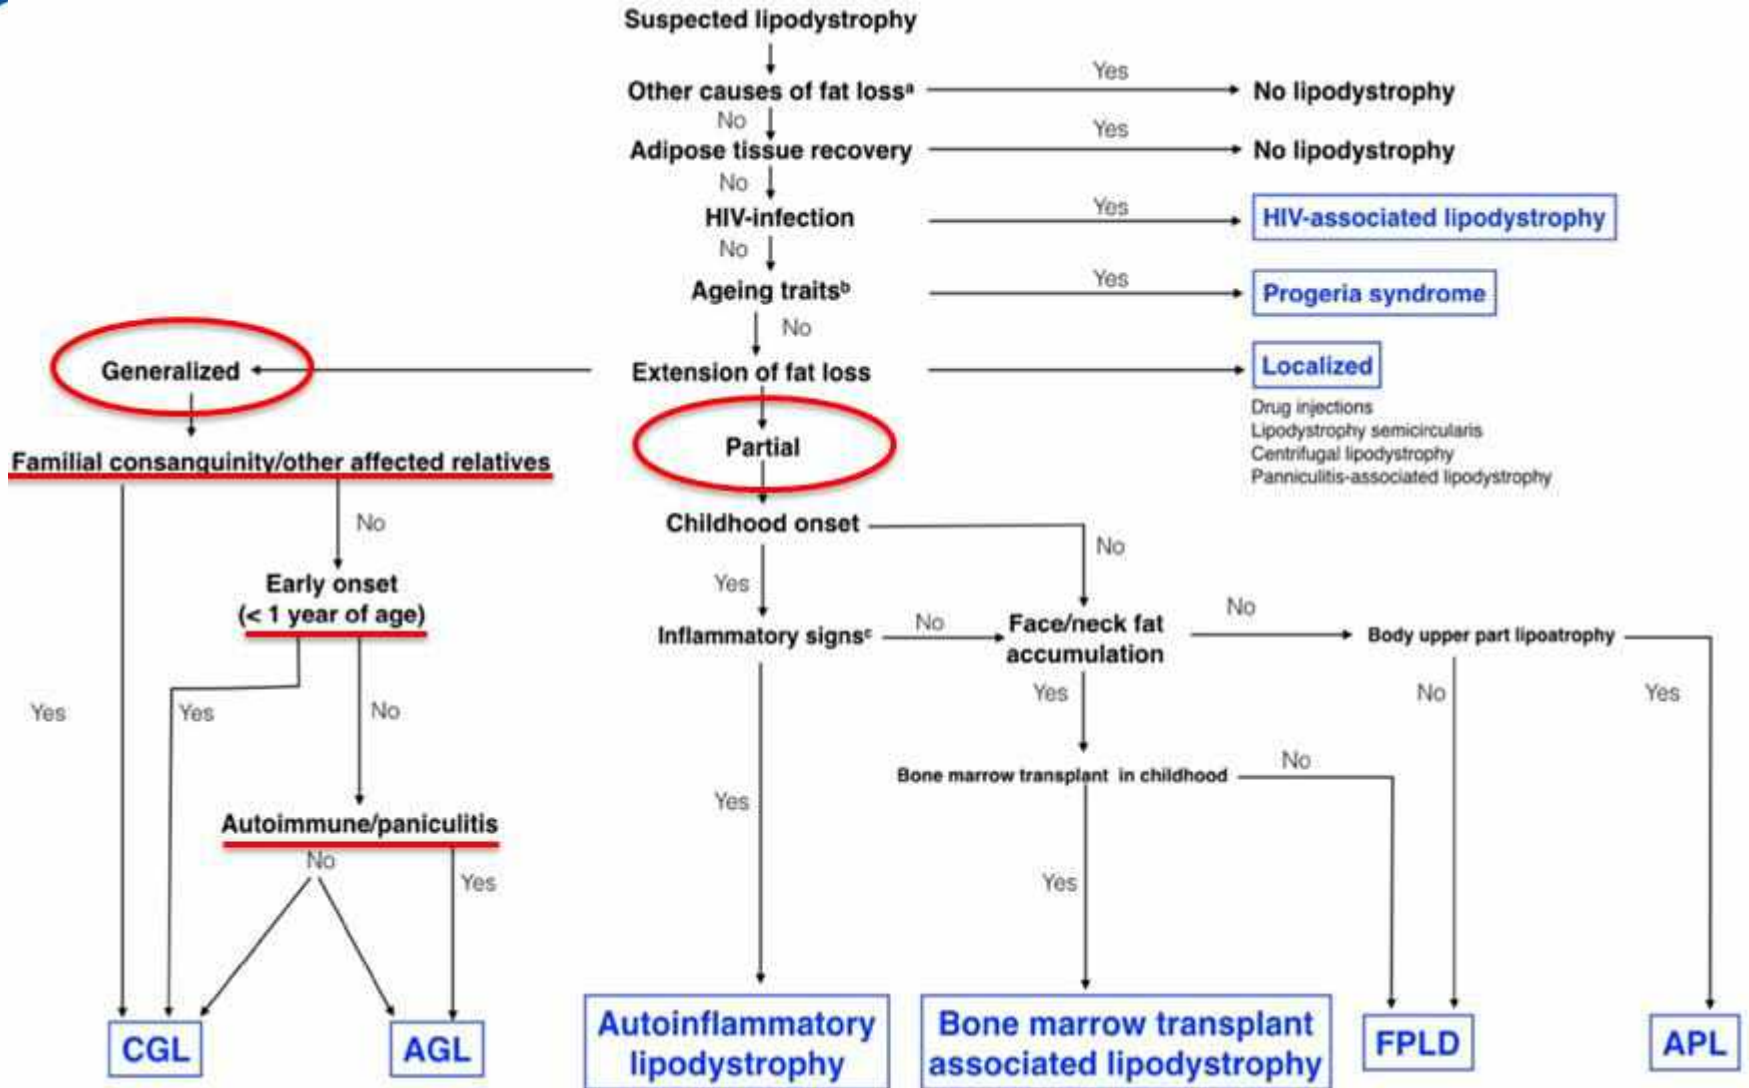 Suspected lipodystrophy
Other causes of fat lossᵃ
Yes
No lipodystrophy
No
Adipose tissue recovery
Yes
No lipodystrophy
No
HIV-infection
Yes
HIV-associated lipodystrophy
No
Ageing traitsᵇ
Yes
Progeria syndrome
No
Generalized
Extension of fat loss
Localized
Drug injections
Lipodystrophy semicircularis
Centrifugal lipodystrophy
Panniculitis-associated lipodystrophy
Partial
Familial consanguinity/other affected relatives
No
Childhood onset
No
Yes
Early onset
(< 1 year of age)
Inflammatory signsᶜ
No
Face/neck fat
accumulation
No
Body upper part lipoatrophy
Yes
Yes
No
Yes
No
Yes
Bone marrow transplant in childhood
No
Yes
Autoimmune/paniculitis
No
Yes
Yes
CGL
AGL
Autoinflammatory
lipodystrophy
Bone marrow transplant
associated lipodystrophy
FPLD
APL